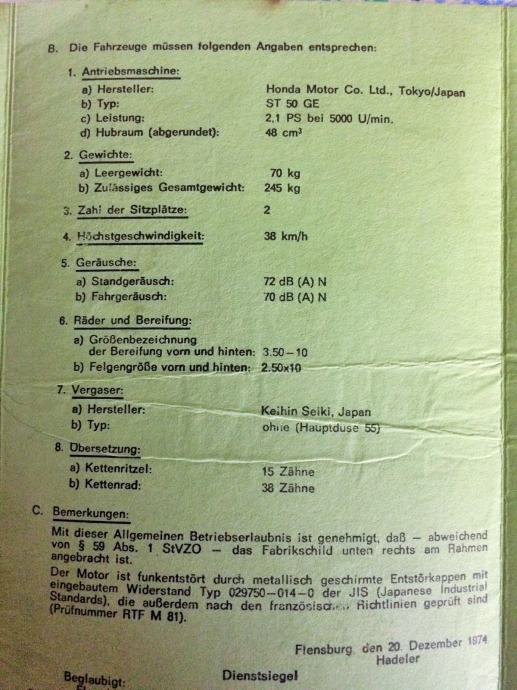 B. Die Fahrzeuge müssen folgenden Angaben entsprechen:
1. Antriebsmaschine:
a) Hersteller: Honda Motor Co. Ltd., Tokyo/Japan
b) Typ: ST 50 GE
c) Leistung: 2,1 PS bei 5000 U/min.
d) Hubraum (abgerundet): 48 cm³
2. Gewichte:
a) Leergewicht: 70 kg
b) Zulässiges Gesamtgewicht: 245 kg
3. Zahl der Sitzplätze: 2
4. Höchstgeschwindigkeit: 38 km/h
5. Geräusche:
a) Standgeräusch: 72 dB (A) N
b) Fahrgeräusch: 70 dB (A) N
6. Räder und Bereifung:
a) Größenbezeichnung
der Bereifung vorn und hinten: 3.50—10
b) Felgengröße vorn und hinten: 2.50x10
7. Vergaser:
a) Hersteller: Keihin Seiki, Japan
b) Typ: ohne (Hauptduse 55)
8. Übersetzung:
a) Kettenritzel: 15 Zähne
b) Kettenrad: 38 Zähne
C. Bemerkungen:
Mit dieser Allgemeinen Betriebserlaubnis ist genehmigt, daß — abweichend
von § 59 Abs. 1 StVZO — das Fabrikschild unten rechts am Rahmen
angebracht ist.
Der Motor ist funkentstört durch metallisch geschirmte Entstörkappen mit
eingebautem Widerstand Typ 029750—014—0 der JIS (Japanese Industrial
Standards), die außerdem nach den französischen Richtlinien geprüft sind
(Prüfnummer RTF M 81).
Flensburg, den 20. Dezember 1974
Hadeler
Beglaubigt: Dienstsiegel